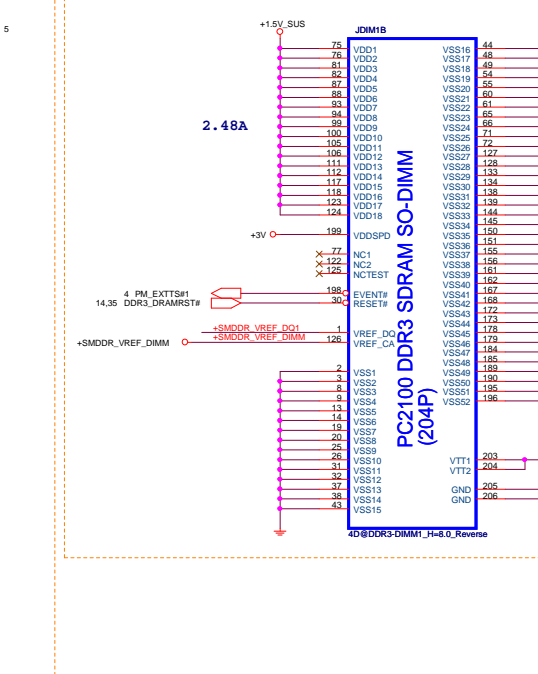 5
+1.5V_SUS
JDIM1B
75 VDD1 VSS16 44
76 VDD2 VSS17 48
81 VDD3 VSS18 49
82 VDD4 VSS19 54
87 VDD5 VSS20 55
88 VDD6 VSS21 60
93 VDD7 VSS22 61
94 VDD8 VSS23 65
99 VDD9 VSS24 66
100 VDD10 VSS25 71
105 VDD11 VSS26 72
106 VDD12 VSS27 127
111 VDD13 VSS28 128
112 VDD14 VSS29 133
117 VDD15 VSS30 134
118 VDD16 VSS31 138
123 VDD17 VSS32 139
124 VDD18 VSS33 144
2.48A
VSS34 145
+3V 199 VDDSPD VSS35 150
VSS36 151
77 NC1 VSS37 155
122 NC2 VSS38 156
125 NCTEST VSS39 161
VSS40 162
4 PM_EXTTS#1 198 EVENT# VSS41 167
14,35 DDR3_DRAMRST# 30 RESET# VSS42 168
VSS43 172
VSS44 173
+SMDDR_VREF_DQ1 1 VREF_DQ VSS45 178
+SMDDR_VREF_DIMM +SMDDR_VREF_DIMM 126 VREF_CA VSS46 179
VSS47 184
VSS48 185
2 VSS1 VSS49 189
3 VSS2 VSS50 190
8 VSS3 VSS51 195
9 VSS4 VSS52 196
13 VSS5
14 VSS6
19 VSS7
20 VSS8
25 VSS9
26 VSS10 VTT1 203
31 VSS11 VTT2 204
32 VSS12
37 VSS13 GND 205
38 VSS14 GND 206
43 VSS15
PC2100 DDR3 SDRAM SO-DIMM
(204P)
4D@DDR3-DIMM1_H=8.0_Reverse